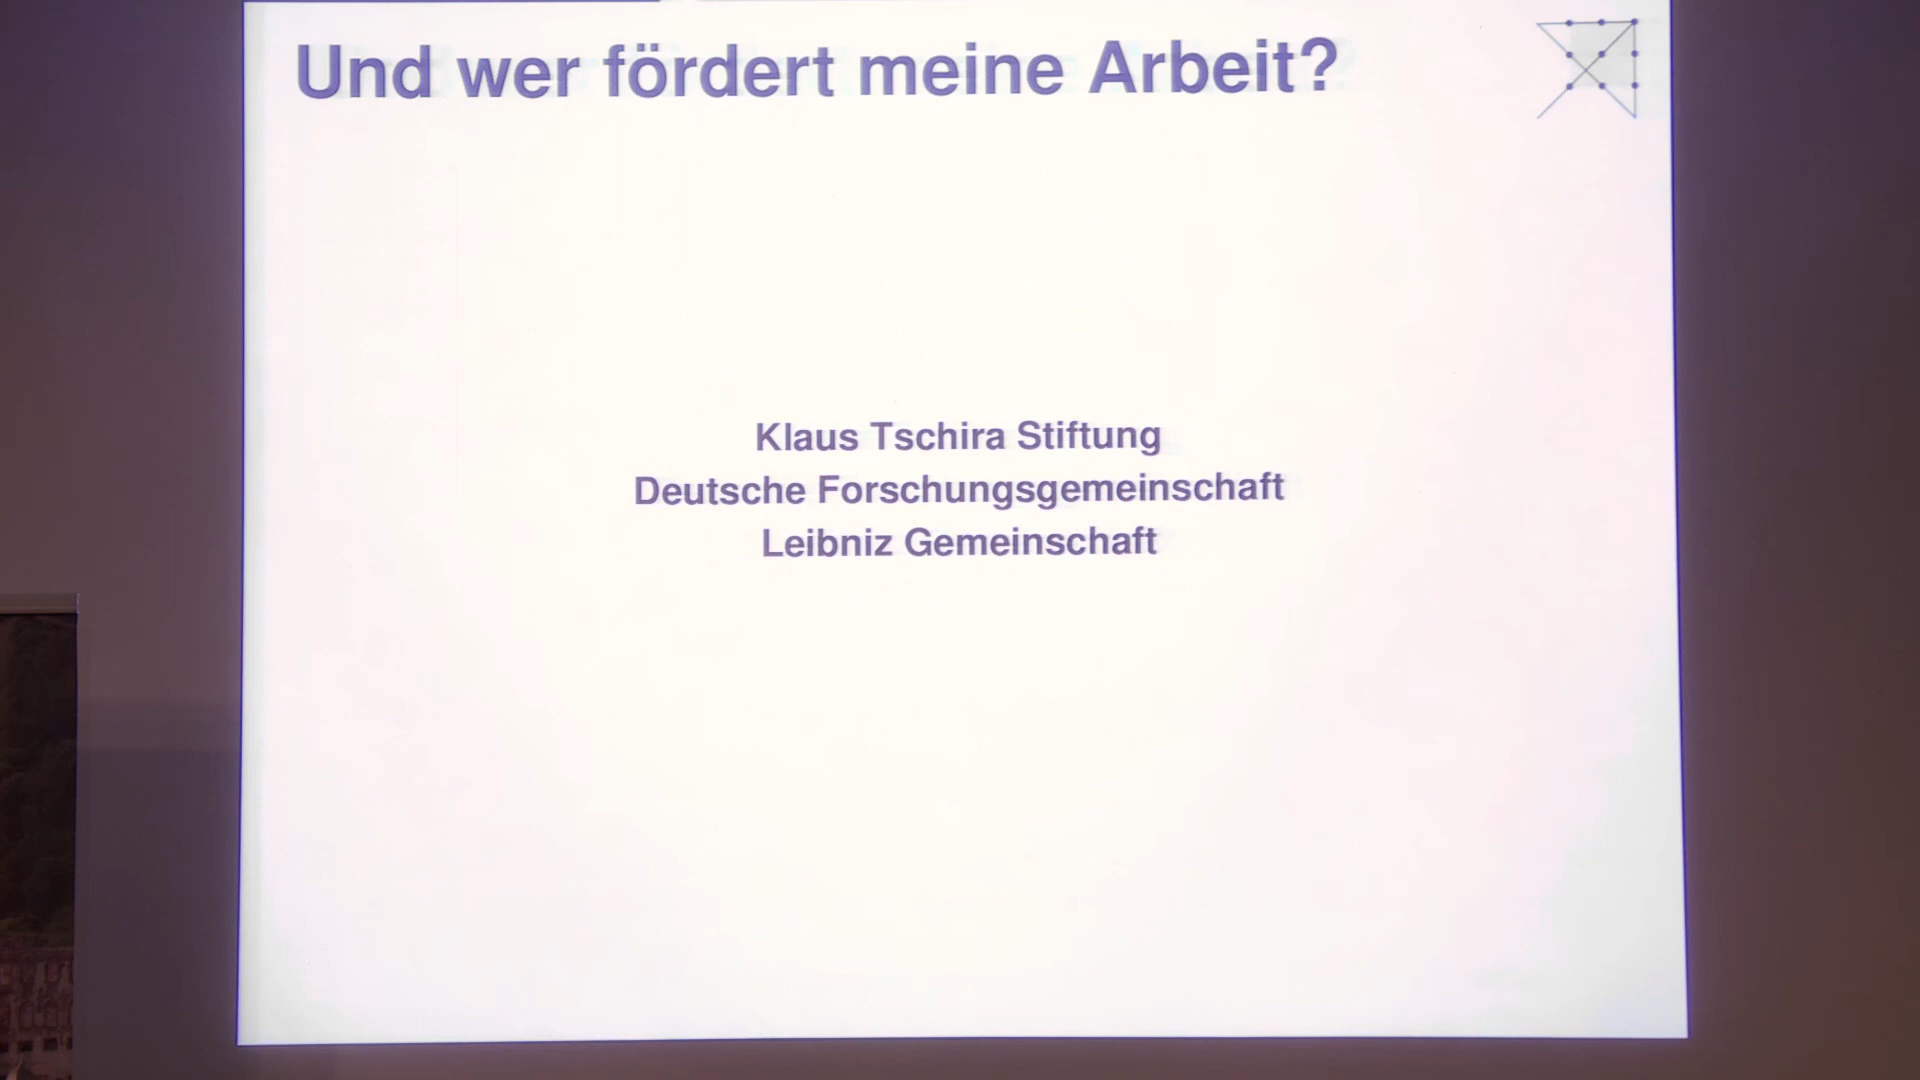 Und wer fördert meine Arbeit?
Klaus Tschira Stiftung
Deutsche Forschungsgemeinschaft
Leibniz Gemeinschaft